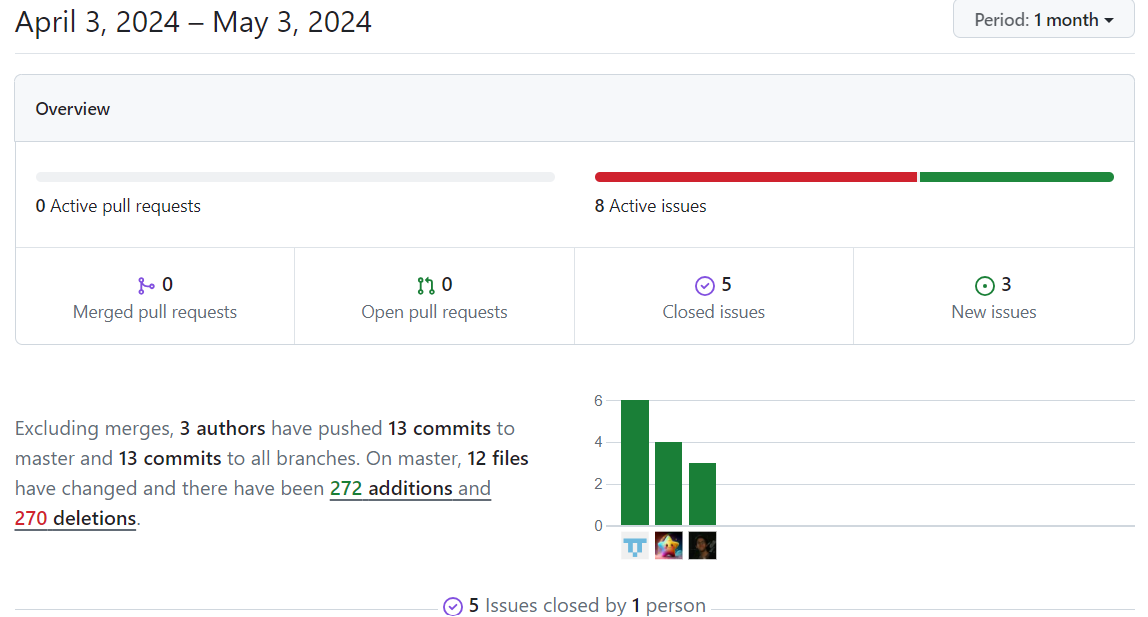 April 3, 2024 – May 3, 2024
Period: 1 month
Overview
0 Active pull requests
8 Active issues
0
Merged pull requests
0
Open pull requests
5
Closed issues
3
New issues
Excluding merges, 3 authors have pushed 13 commits to
master and 13 commits to all branches. On master, 12 files
have changed and there have been 272 additions and
270 deletions.
6
4
2
0
5 Issues closed by 1 person